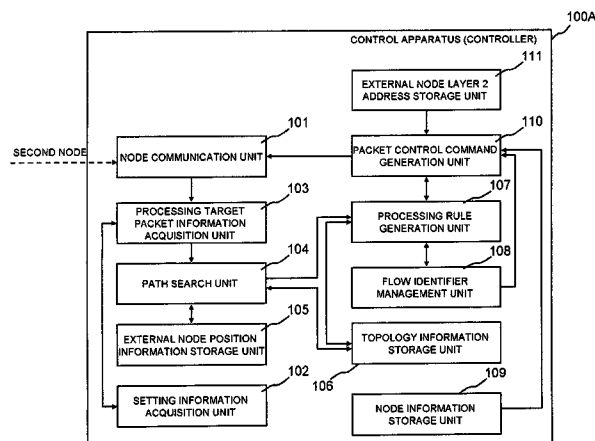 100A
CONTROL APPARATUS (CONTROLLER)
111
EXTERNAL NODE LAYER 2
ADDRESS STORAGE UNIT
101
110
SECOND NODE
NODE COMMUNICATION UNIT
PACKET CONTROL COMMAND
GENERATION UNIT
103
107
PROCESSING TARGET
PACKET INFORMATION
ACQUISITION UNIT
PROCESSING RULE
GENERATION UNIT
104
108
PATH SEARCH UNIT
FLOW IDENTIFIER
MANAGEMENT UNIT
105
EXTERNAL NODE POSITION
INFORMATION STORAGE UNIT
TOPOLOGY INFORMATION
STORAGE UNIT
102
106
109
SETTING INFORMATION
ACQUISITION UNIT
NODE INFORMATION
STORAGE UNIT